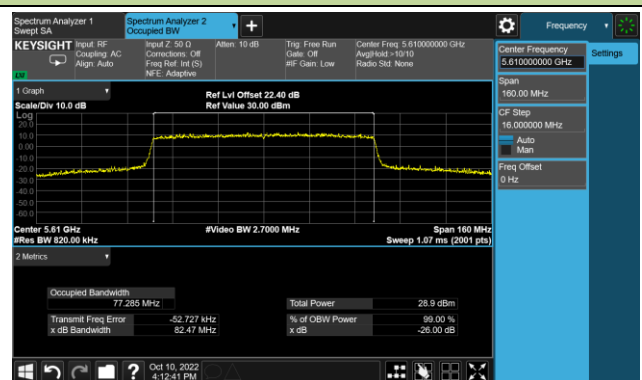 Spectrum Analyzer 1
Swept SA
Spectrum Analyzer 2
Occupied BW
Frequency
KEYSIGHT
Input: RF
Coupling: AC
Align: Auto
Input Z: 50 Ω
Corrections: Off
Freq Ref: Int (S)
NFE: Adaptive
Atten: 10 dB
Trig: Free Run
Gate: Off
#IF Gain: Low
Center Freq: 5.610000000 GHz
Avg|Hold:>10/10
Radio Std: None
Center Frequency
5.610000000 GHz
Settings
Span
160.00 MHz
CF Step
16.000000 MHz
Auto
Man
Freq Offset
0 Hz
1 Graph
Scale/Div 10.0 dB
Ref Lvl Offset 22.40 dB
Ref Value 30.00 dBm
Log
20.0
10.0
0.00
-10.0
-20.0
-30.0
-40.0
-50.0
-60.0
Center 5.61 GHz
#Video BW 2.7000 MHz
Span 160 MHz
#Res BW 820.00 kHz
Sweep 1.07 ms (2001 pts)
2 Metrics
Occupied Bandwidth
77.285 MHz
Total Power
28.9 dBm
Transmit Freq Error
-52.727 kHz
% of OBW Power
99.00 %
x dB Bandwidth
82.47 MHz
x dB
-26.00 dB
?
Oct 10, 2022
4:12:41 PM